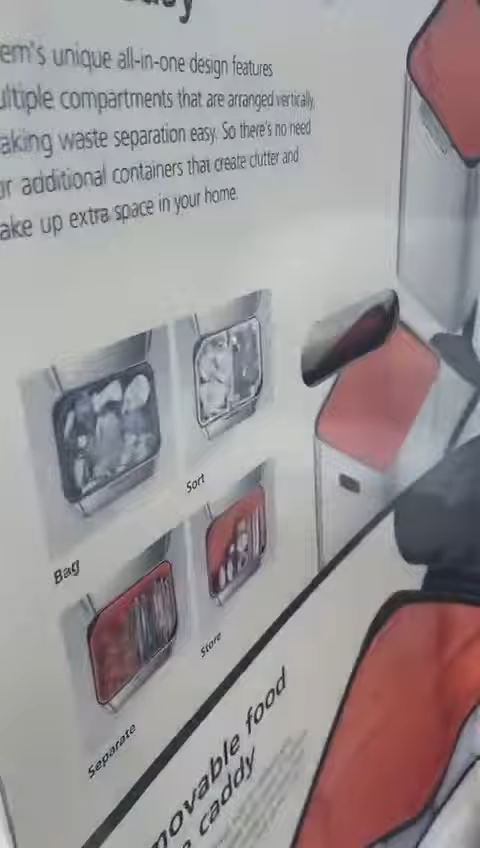 em's unique all-in-one design features
ultiple compartments that are arranged vertically,
aking waste separation easy. So there's no need
or additional containers that create clutter and
ake up extra space in your home.
Sort
Bag
Store
Separate
movable food
caddy